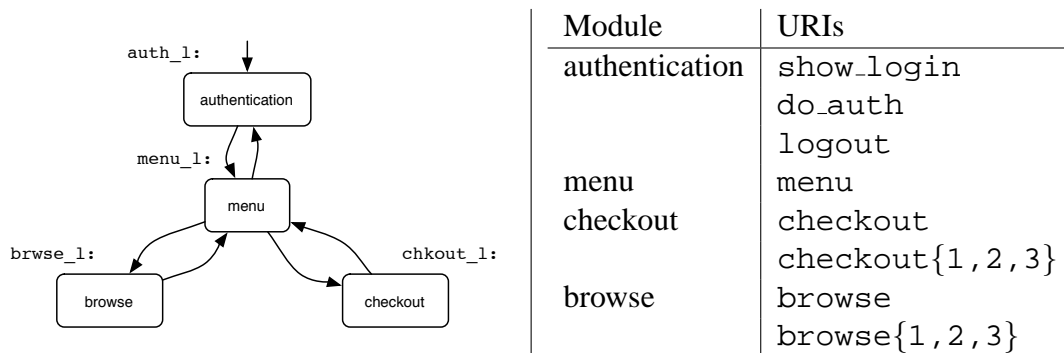 auth_l:
authentication
menu_l:
menu
brwse_l:
chkout_l:
browse
checkout
Module URIs
authentication show_login
do_auth
logout
menu menu
checkout checkout
checkout{1,2,3}
browse browse
browse{1,2,3}